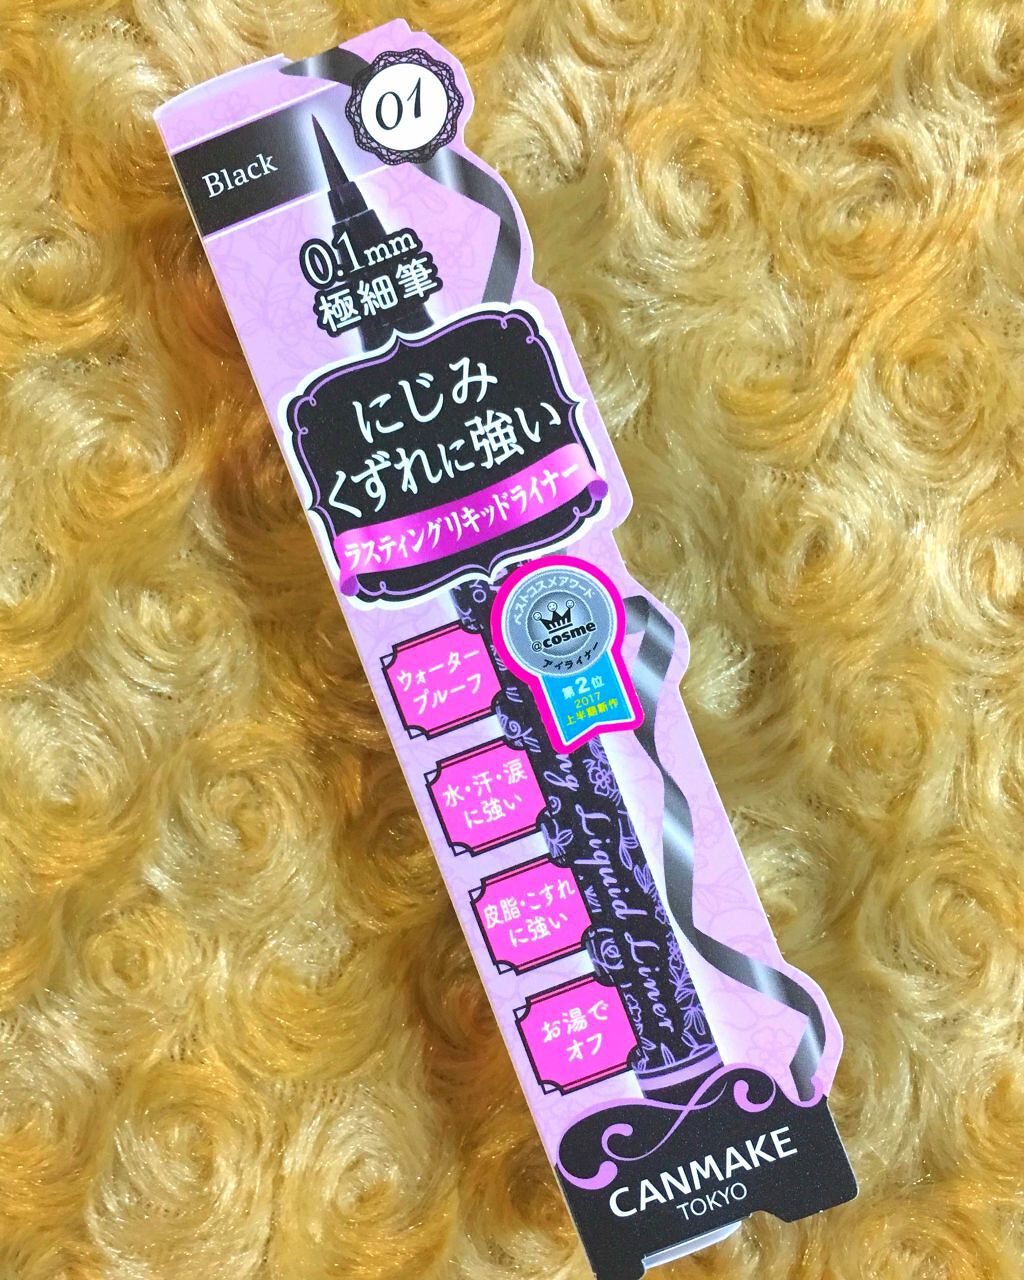 01
Black
0.1mm
極細筆
にじみ
くずれに強い
ラスティングリキッドライナー
ベストコスメアワード
@cosme
アイライナー
第2位
2017
上半期新作
ウォーター
プルーフ
水・汗・涙
に強い
皮脂・こすれ
に強い
お湯で
オフ
Liquid Liner
CANMAKE
TOKYO